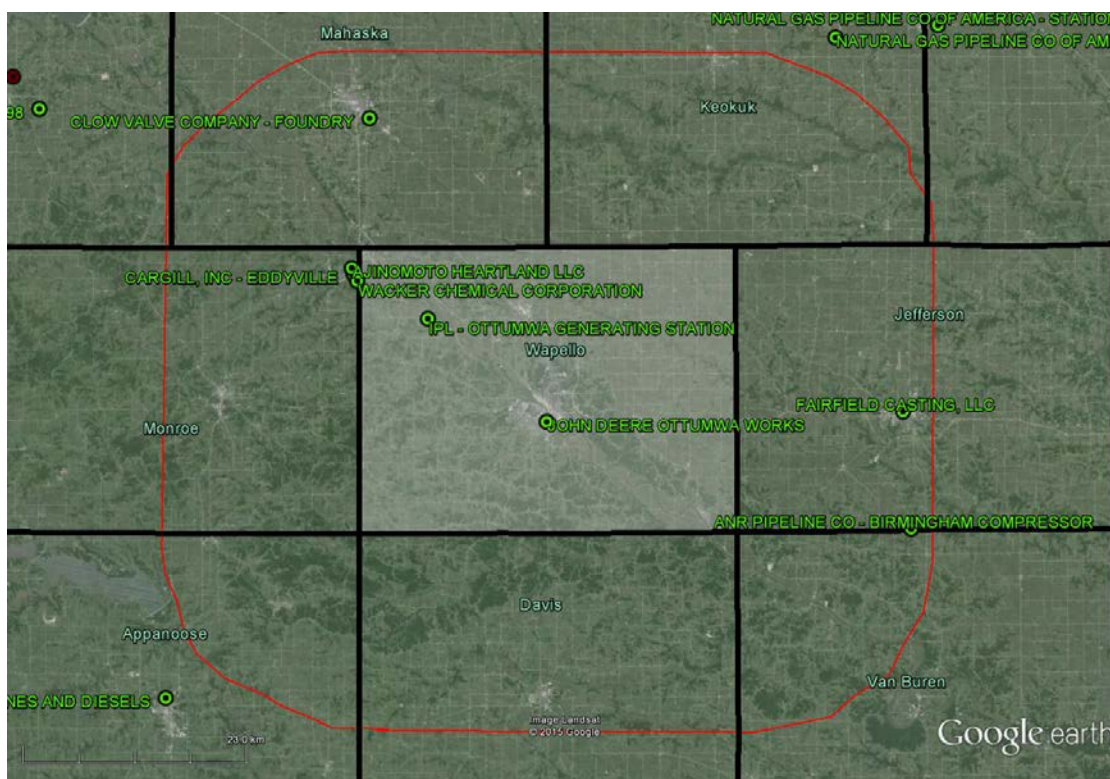 NATURAL GAS PIPELINE CO OF AMERICA - STATION
Mahaska
NATURAL GAS PIPELINE CO OF AM
98
CLOW VALVE COMPANY - FOUNDRY
Keokuk
CARGILL, INC - EDDYVILLE
AJINOMOTO HEARTLAND LLC
WACKER CHEMICAL CORPORATION
IPL - OTTUMWA GENERATING STATION
Jefferson
Wapello
FAIRFIELD CASTING, LLC
JOHN DEERE OTTUMWA WORKS
Monroe
ANR PIPELINE CO - BIRMINGHAM COMPRESSOR
Davis
Appanoose
Van Buren
NES AND DIESELS
Image Landsat
© 2015 Google
23.0 km
Google earth